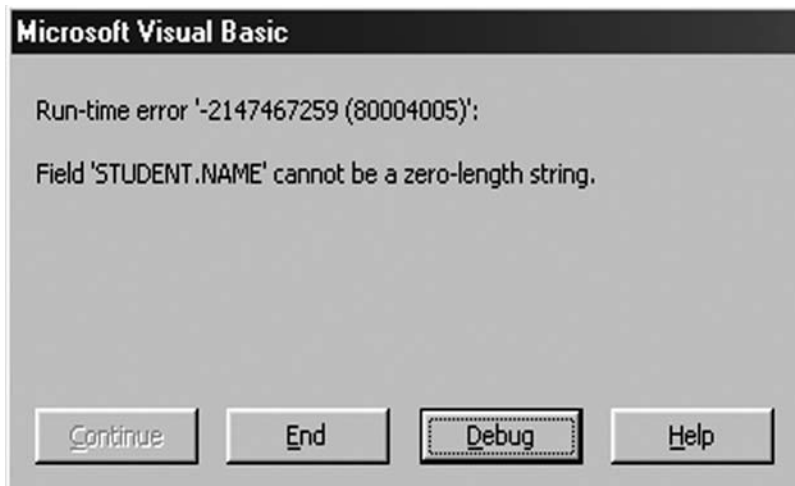 Microsoft Visual Basic
Run-time error '-2147467259 (80004005)':
Field 'STUDENT.NAME' cannot be a zero-length string.
Continue End Debug Help